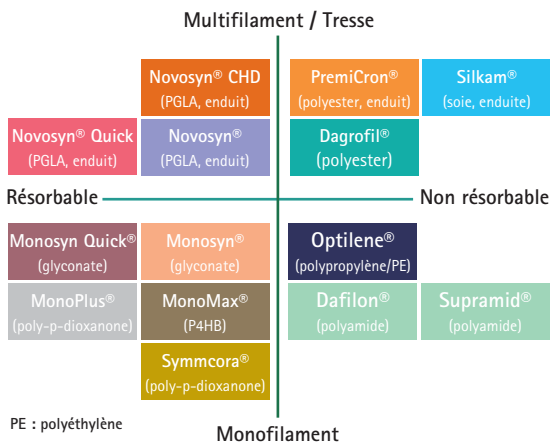 Multifilament / Tresse
Novosyn® CHD
(PGLA, enduit)
PremiCron®
(polyester, enduit)
Silkam®
(soie, enduite)
Novosyn® Quick
(PGLA, enduit)
Novosyn®
(PGLA, enduit)
Dagrofil®
(polyester)
Résorbable
Non résorbable
Monosyn Quick®
(glyconate)
Monosyn®
(glyconate)
Optilene®
(polypropylène/PE)
MonoPlus®
(poly-p-dioxanone)
MonoMax®
(P4HB)
Dafilon®
(polyamide)
Supramid®
(polyamide)
Symmcora®
(poly-p-dioxanone)
PE : polyéthylène
Monofilament